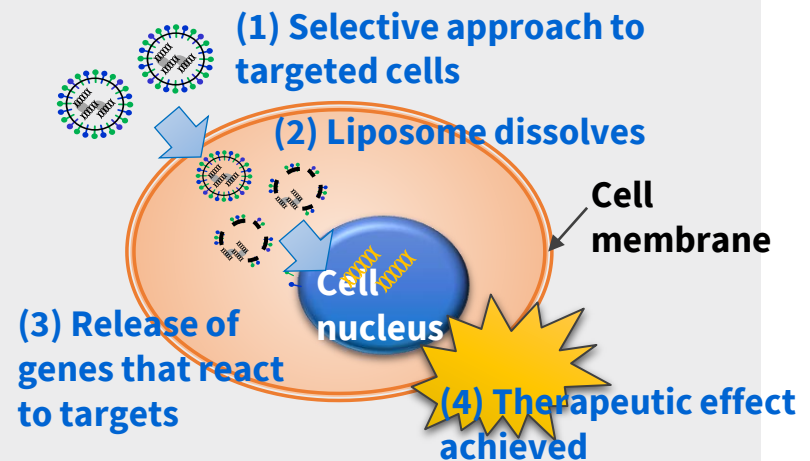 (1) Selective approach to
targeted cells
(2) Liposome dissolves
Cell
membrane
Cell
nucleus
(3) Release of
genes that react
to targets
(4) Therapeutic effect
achieved